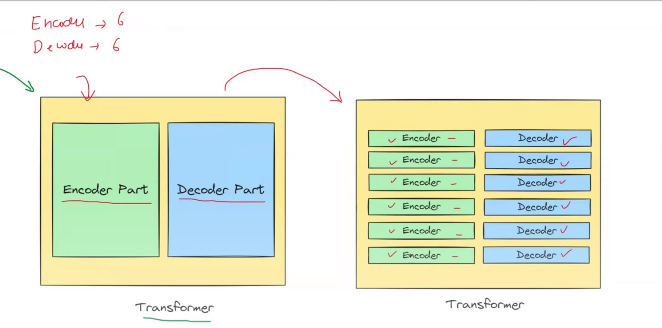 Encoder → 6
Decoder → 6
Encoder Part
Decoder Part
Transformer
Encoder
Decoder
Encoder
Decoder
Encoder
Decoder
Encoder
Decoder
Encoder
Decoder
Encoder
Decoder
Transformer